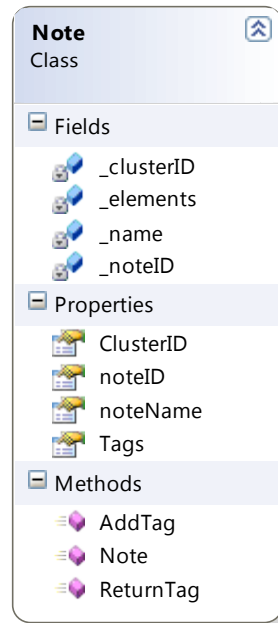 Note
Class
Fields
_clusterID
_elements
_name
_noteID
Properties
ClusterID
noteID
noteName
Tags
Methods
AddTag
Note
ReturnTag